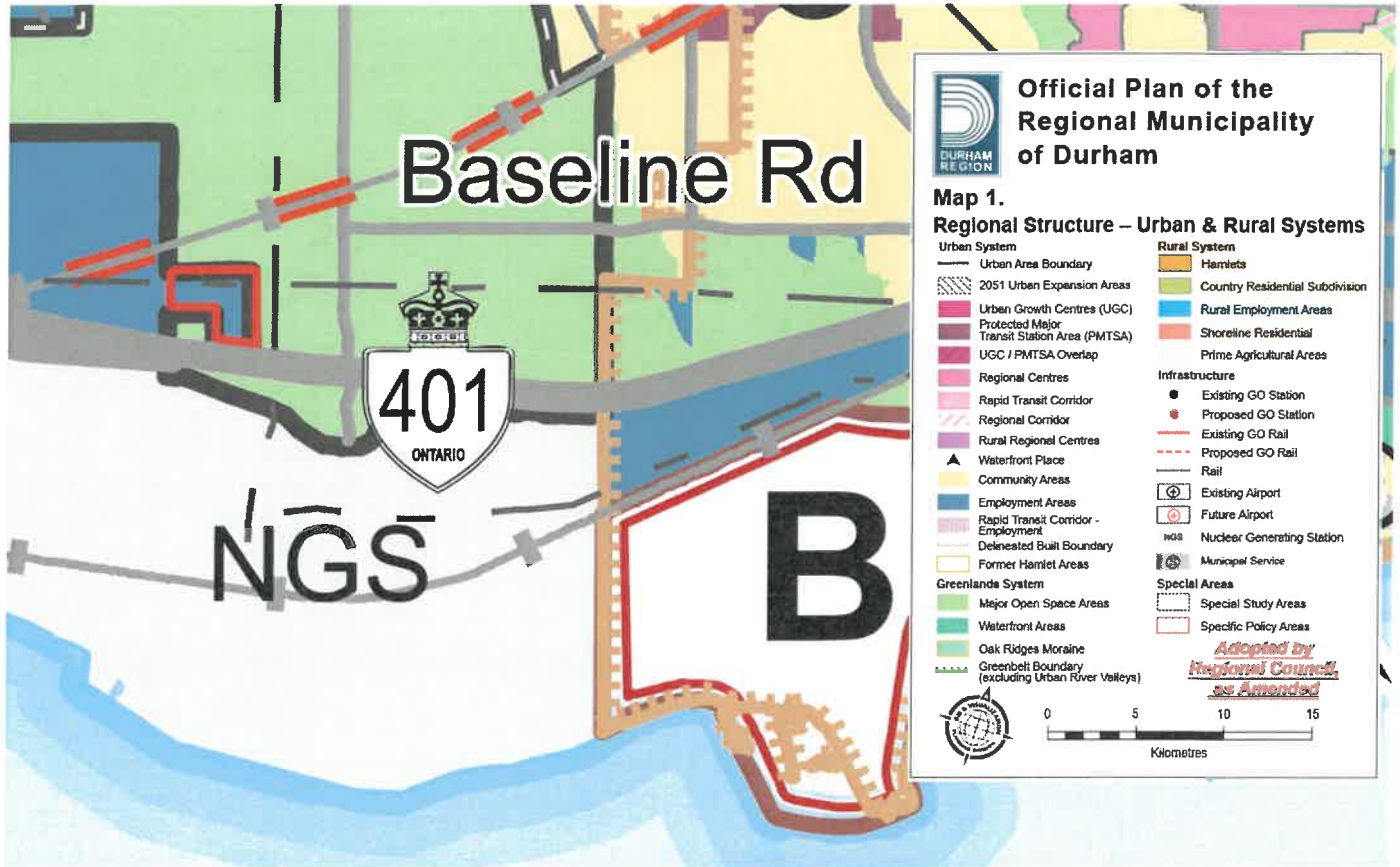 Baseline Rd
401
ONTARIO
NGS
B
DURHAM
REGION
Official Plan of the
Regional Municipality
of Durham
Map 1.
Regional Structure – Urban & Rural Systems
Urban System
Urban Area Boundary
2051 Urban Expansion Areas
Urban Growth Centres (UGC)
Protected Major
Transit Station Area (PMTSA)
UGC / PMTSA Overlap
Regional Centres
Rapid Transit Corridor
Regional Corridor
Rural Regional Centres
Waterfront Place
Community Areas
Employment Areas
Rapid Transit Corridor -
Employment
Delineated Built Boundary
Former Hamlet Areas
Greenlands System
Major Open Space Areas
Waterfront Areas
Oak Ridges Moraine
Greenbelt Boundary
(excluding Urban River Valleys)
Rural System
Hamlets
Country Residential Subdivision
Rural Employment Areas
Shoreline Residential
Prime Agricultural Areas
Infrastructure
Existing GO Station
Proposed GO Station
Existing GO Rail
Proposed GO Rail
Rail
Existing Airport
Future Airport
NGS Nuclear Generating Station
Municipal Service
Special Areas
Special Study Areas
Specific Policy Areas
Adopted by
Regional Council,
as Amended
0 5 10 15
Kilometres